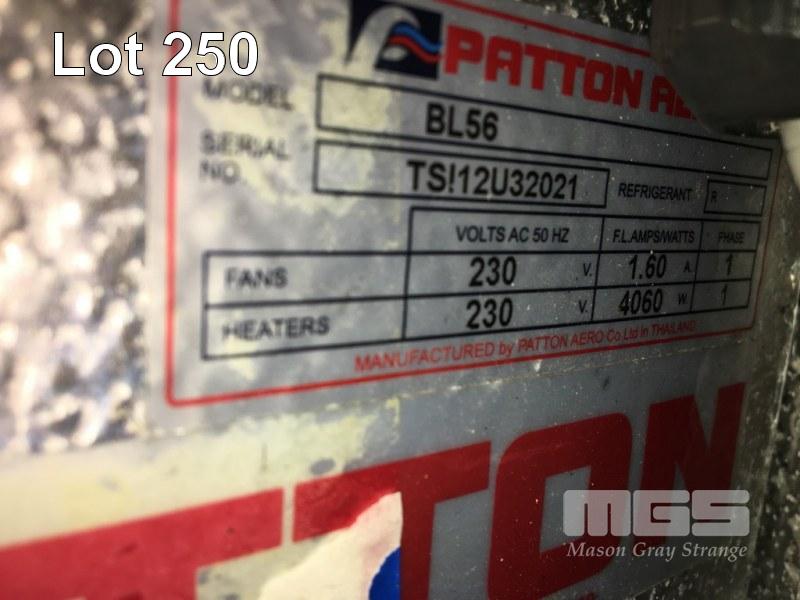 Lot 250
PATTON AE
MODEL BL56
SERIAL NO. TS!12U32021 REFRIGERANT R
VOLTS AC 50 HZ F.L.AMPS/WATTS PHASE
FANS 230 V. 1.60 A. 1
HEATERS 230 V. 4060 W. 1
MANUFACTURED by PATTON AERO Co.Ltd in THAILAND
TTON
MGS
Mason Gray Strange